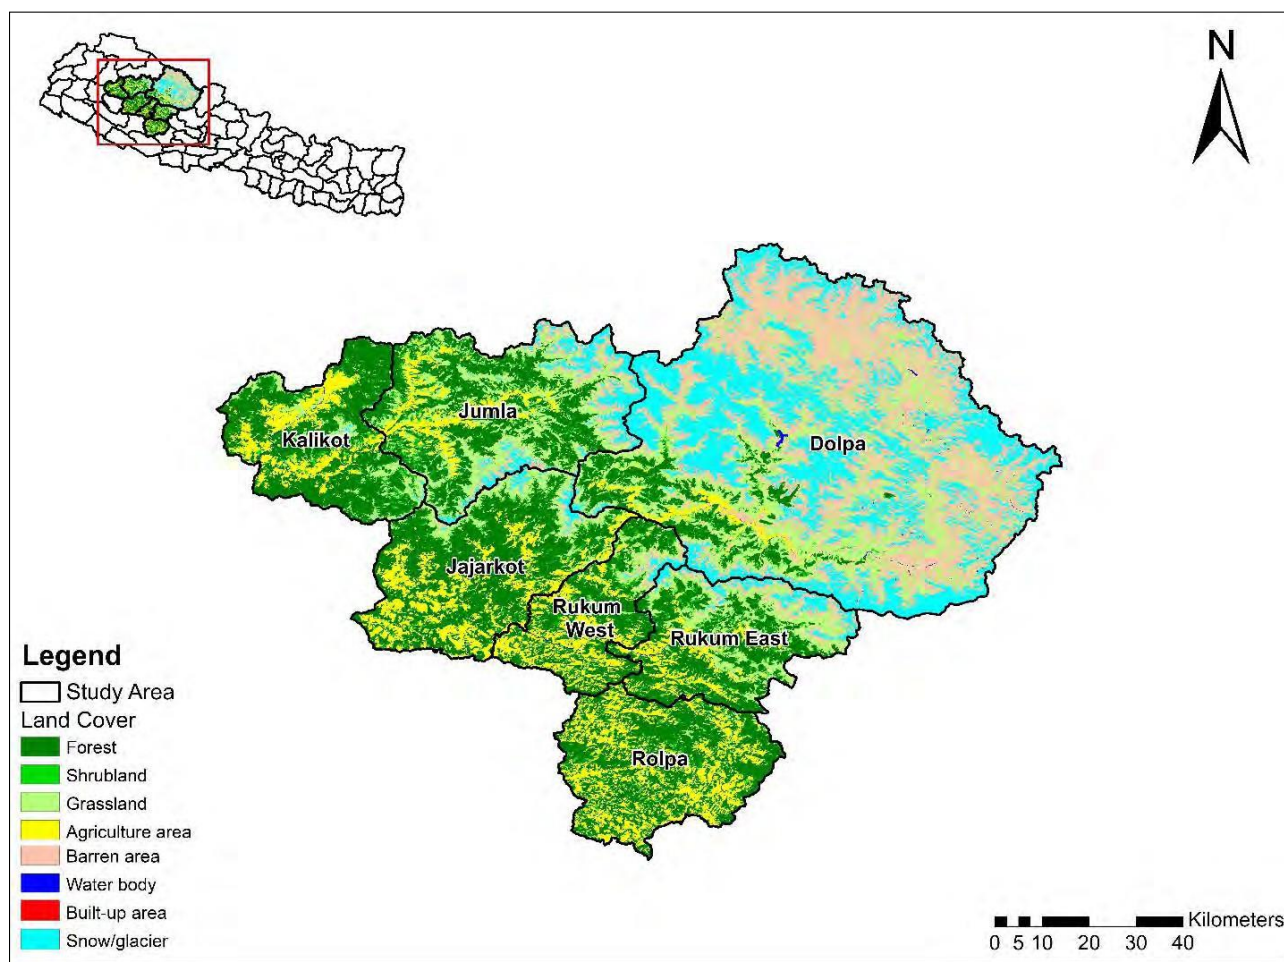 N
Jumla
Kalikot
Dolpa
Jajarkot
Rukum
West
Rukum East
Rolpa
Legend
Study Area
Land Cover
Forest
Shrubland
Grassland
Agriculture area
Barren area
Water body
Built-up area
Snow/glacier
Kilometers
0 5 10 20 30 40